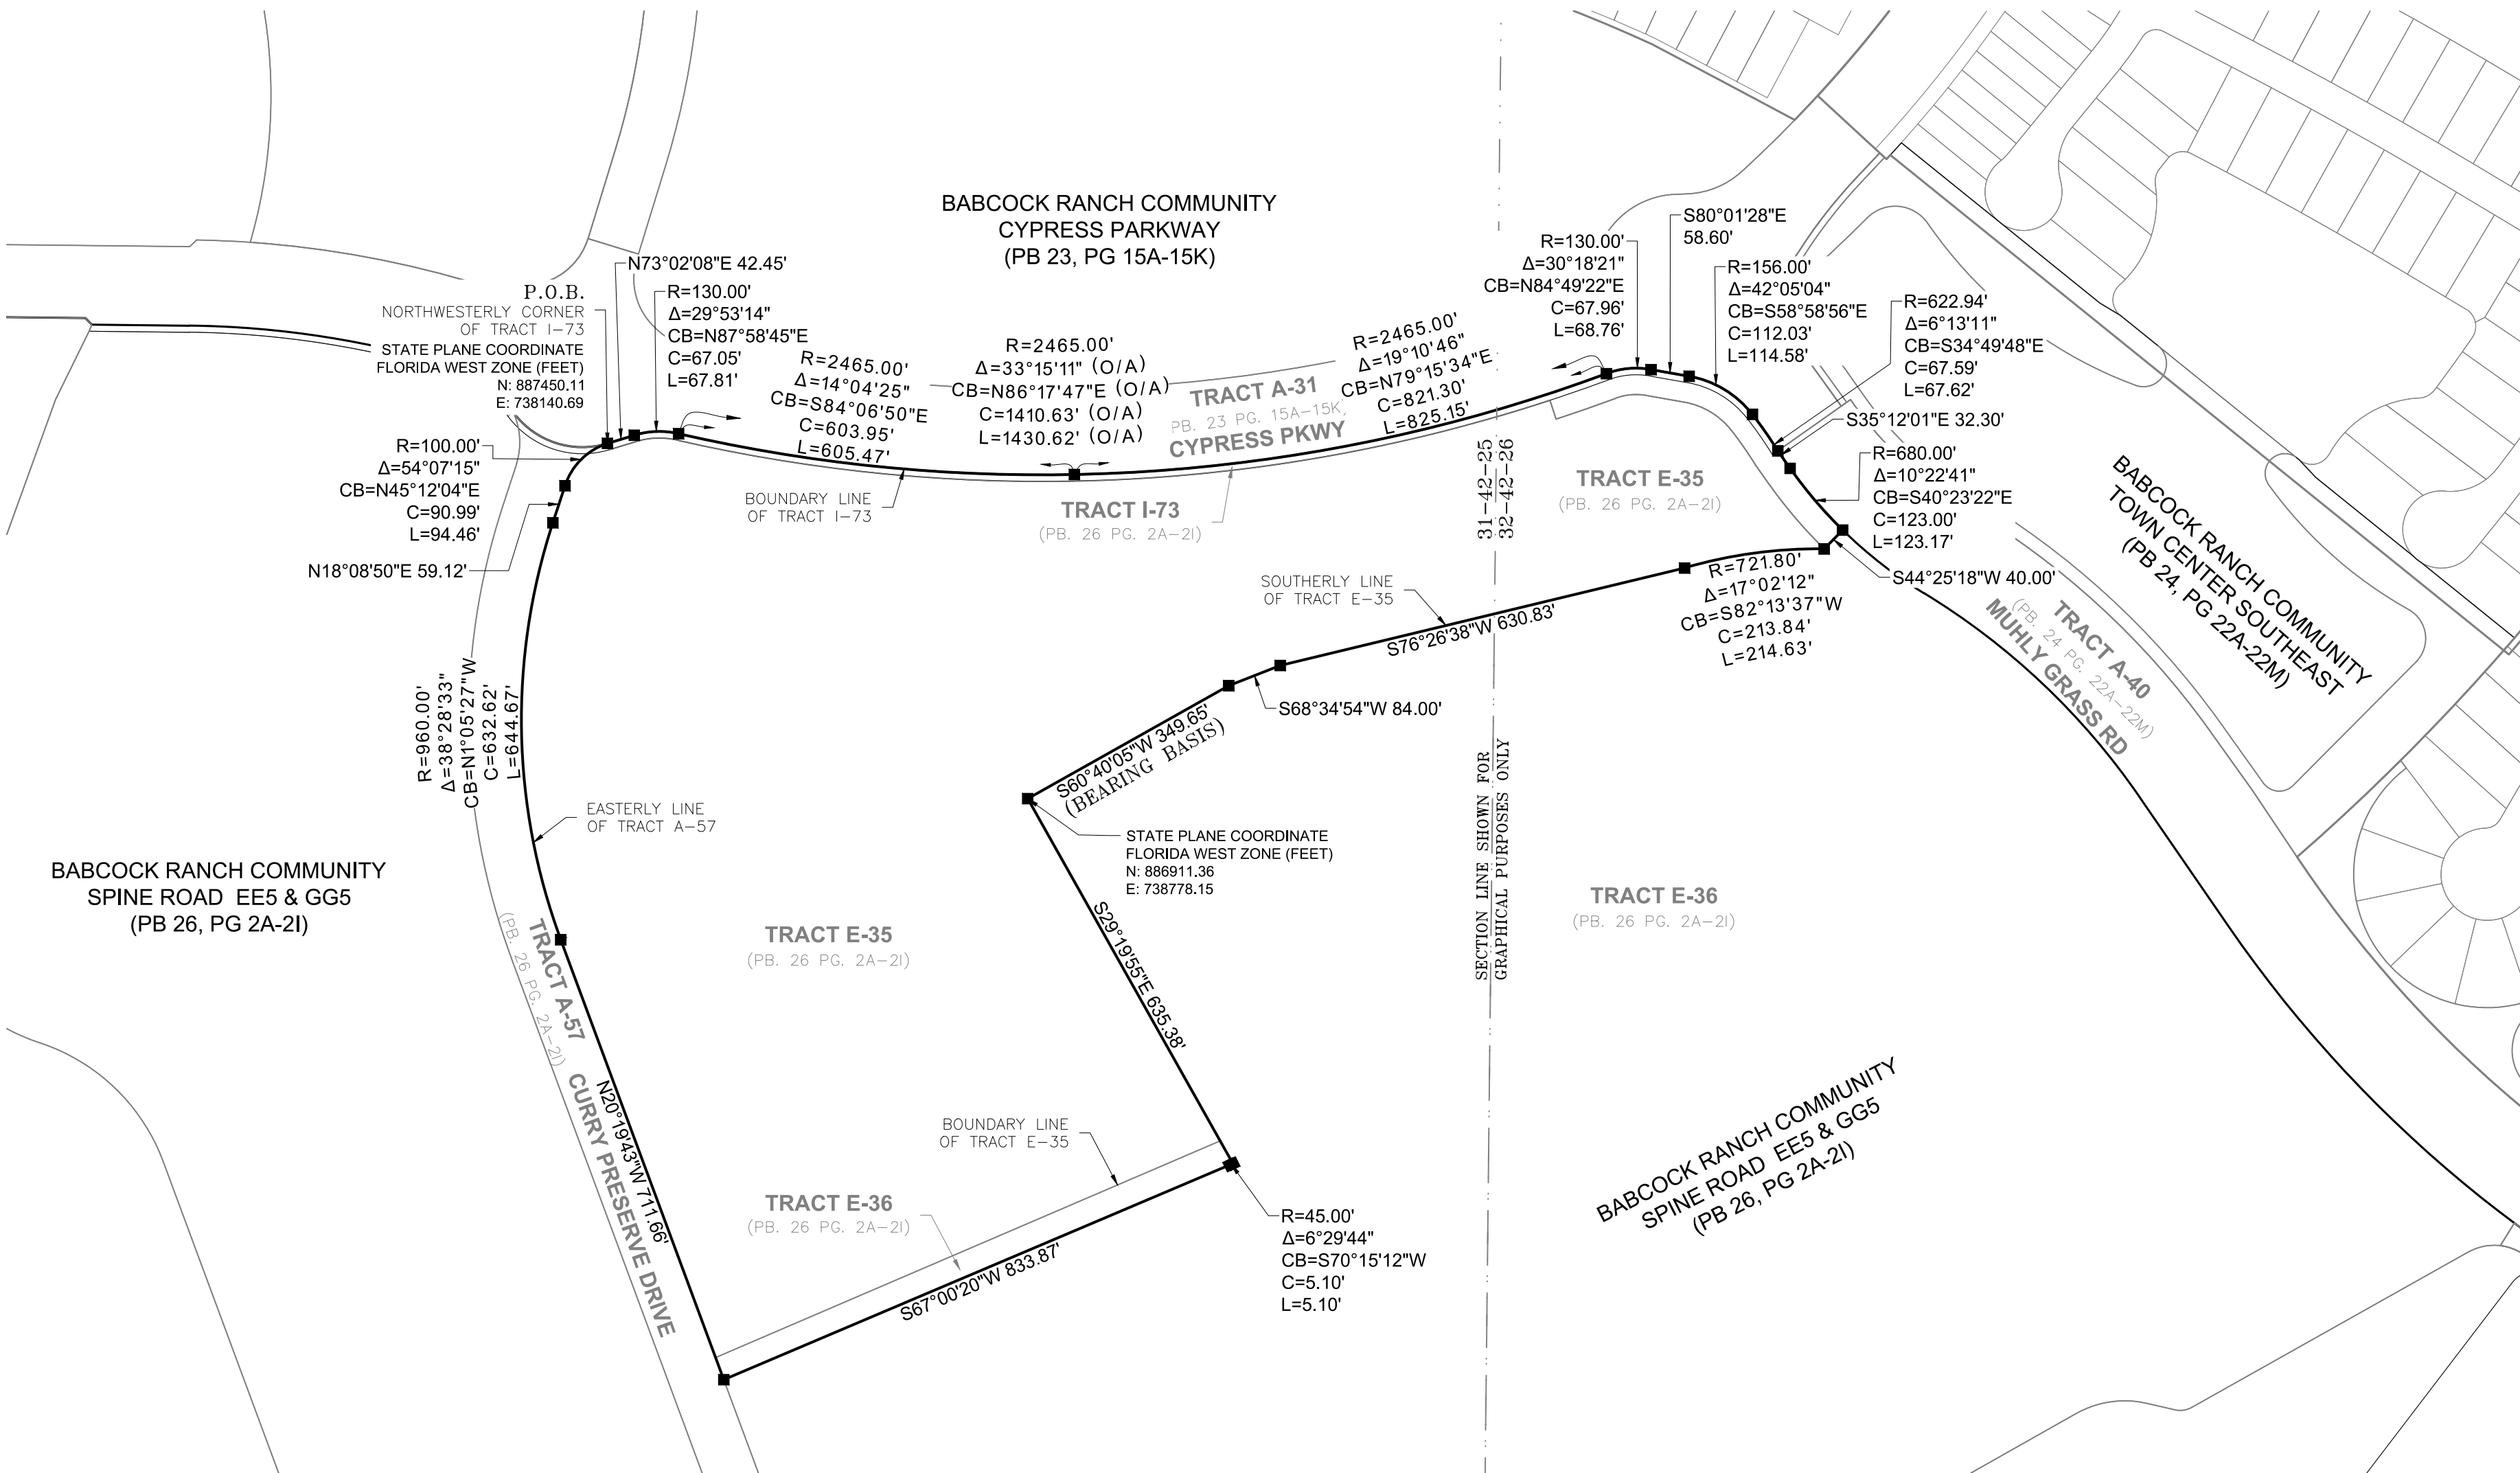 BABCOCK RANCH COMMUNITY
CYPRESS PARKWAY
(PB 23, PG 15A-15K)
P.O.B.
NORTHWESTERLY CORNER
OF TRACT I-73
STATE PLANE COORDINATE
FLORIDA WEST ZONE (FEET)
N: 887450.11
E: 738140.69
N73°02'08"E 42.45'
R=130.00'
Δ=29°53'14"
CB=N87°58'45"E
C=67.05'
L=67.81'
R=2465.00'
Δ=14°04'25"
CB=S84°06'50"E
C=603.95'
L=605.47'
R=2465.00'
Δ=33°15'11" (O/A)
CB=N86°17'47"E (O/A)
C=1410.63' (O/A)
L=1430.62' (O/A)
TRACT A-31
PB. 23 PG. 15A-15K,
CYPRESS PKWY
R=2465.00'
Δ=19°10'46"
CB=N79°15'34"E
C=821.30'
L=825.15'
R=130.00'
Δ=30°18'21"
CB=N84°49'22"E
C=67.96'
L=68.76'
S80°01'28"E
58.60'
R=156.00'
Δ=42°05'04"
CB=S58°58'56"E
C=112.03'
L=114.58'
R=622.94'
Δ=6°13'11"
CB=S34°49'48"E
C=67.59'
L=67.62'
S35°12'01"E 32.30'
R=680.00'
Δ=10°22'41"
CB=S40°23'22"E
C=123.00'
L=123.17'
S44°25'18"W 40.00'
R=100.00'
Δ=54°07'15"
CB=N45°12'04"E
C=90.99'
L=94.46'
N18°08'50"E 59.12'
BOUNDARY LINE
OF TRACT I-73
TRACT I-73
(PB. 26 PG. 2A-2I)
31-42-25
32-42-26
TRACT E-35
(PB. 26 PG. 2A-2I)
BABCOCK RANCH COMMUNITY
TOWN CENTER SOUTHEAST
(PB 24, PG 22A-22M)
TRACT A-40
(PB. 24 PG. 22A-22M)
MUHLY GRASS RD
SOUTHERLY LINE
OF TRACT E-35
S76°26'38"W 630.83'
R=721.80'
Δ=17°02'12"
CB=S82°13'37"W
C=213.84'
L=214.63'
S68°34'54"W 84.00'
S60°40'05"W 349.65'
(BEARING BASIS)
R=960.00'
Δ=38°28'33"
CB=N1°05'27"W
C=632.62'
L=644.67'
EASTERLY LINE
OF TRACT A-57
STATE PLANE COORDINATE
FLORIDA WEST ZONE (FEET)
N: 886911.36
E: 738778.15
SECTION LINE SHOWN FOR
GRAPHICAL PURPOSES ONLY
BABCOCK RANCH COMMUNITY
SPINE ROAD EE5 & GG5
(PB 26, PG 2A-2I)
TRACT E-35
(PB. 26 PG. 2A-2I)
TRACT E-36
(PB. 26 PG. 2A-2I)
S29°19'55"E 635.38'
TRACT A-57
(PB. 26 PG. 2A-2I)
CURRY PRESERVE DRIVE
N20°19'43"W 711.66'
BOUNDARY LINE
OF TRACT E-35
TRACT E-36
(PB. 26 PG. 2A-2I)
S67°00'20"W 833.87'
R=45.00'
Δ=6°29'44"
CB=S70°15'12"W
C=5.10'
L=5.10'
BABCOCK RANCH COMMUNITY
SPINE ROAD EE5 & GG5
(PB 26, PG 2A-2I)